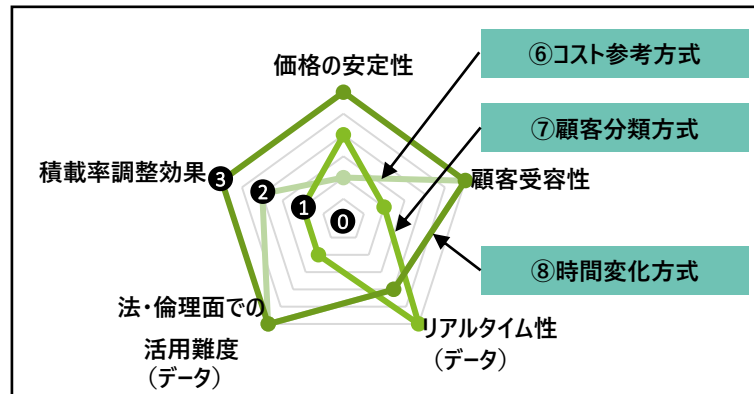 価格の安定性
⑥コスト参考方式
⑦顧客分類方式
積載率調整効果
顧客受容性
3
2
1
0
⑧時間変化方式
法・倫理面での
活用難度
(データ)
リアルタイム性
(データ)